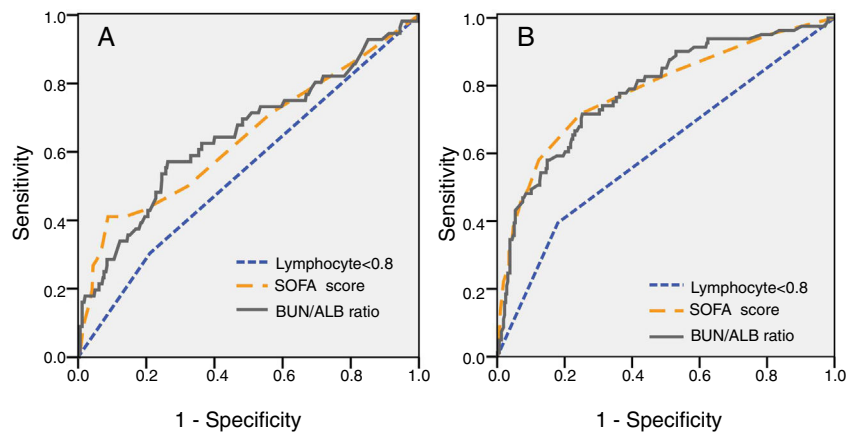 A
1.0
0.8
0.6
0.4
0.2
0.0
Sensitivity
Lymphocyte<0.8
SOFA score
BUN/ALB ratio
0.0 0.2 0.4 0.6 0.8 1.0
1 - Specificity
B
1.0
0.8
0.6
0.4
0.2
0.0
Sensitivity
Lymphocyte<0.8
SOFA score
BUN/ALB ratio
0.0 0.2 0.4 0.6 0.8 1.0
1 - Specificity